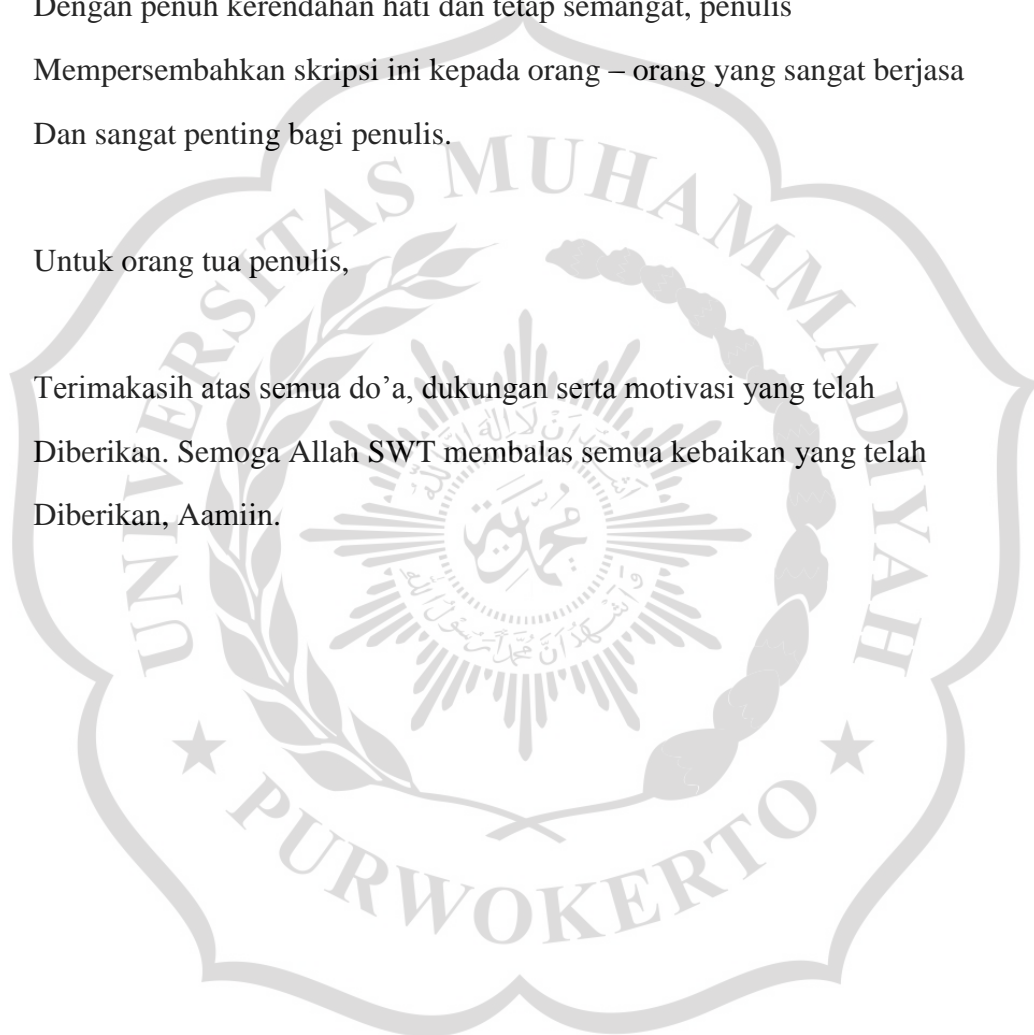 Dengan penuh kerendahan hati dan tetap semangat, penulis
Mempersembahkan skripsi ini kepada orang – orang yang sangat berjasa
Dan sangat penting bagi penulis.
Untuk orang tua penulis,
Terimakasih atas semua do’a, dukungan serta motivasi yang telah
Diberikan. Semoga Allah SWT membalas semua kebaikan yang telah
Diberikan, Aamiin.
UNIVERSITAS MUHAMMADIYAH
PURWOKERTO